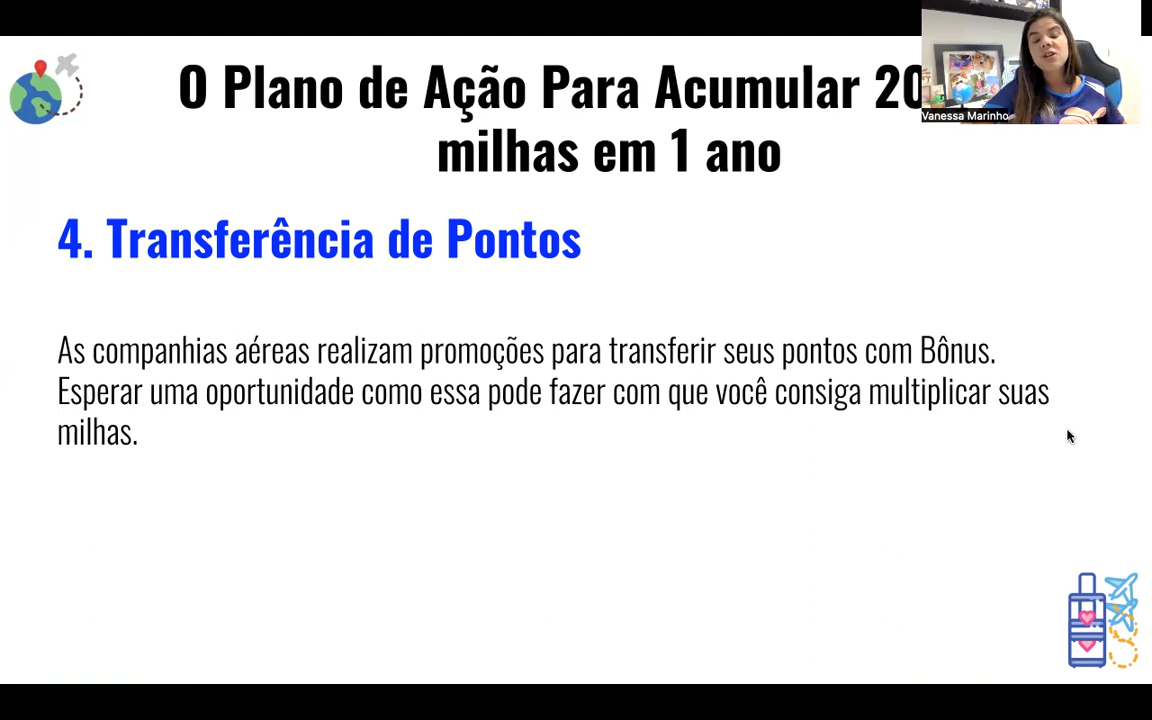 O Plano de Ação Para Acumular 20
milhas em 1 ano
Vanessa Marinho
4. Transferência de Pontos
As companhias aéreas realizam promoções para transferir seus pontos com Bônus.
Esperar uma oportunidade como essa pode fazer com que você consiga multiplicar suas
milhas.